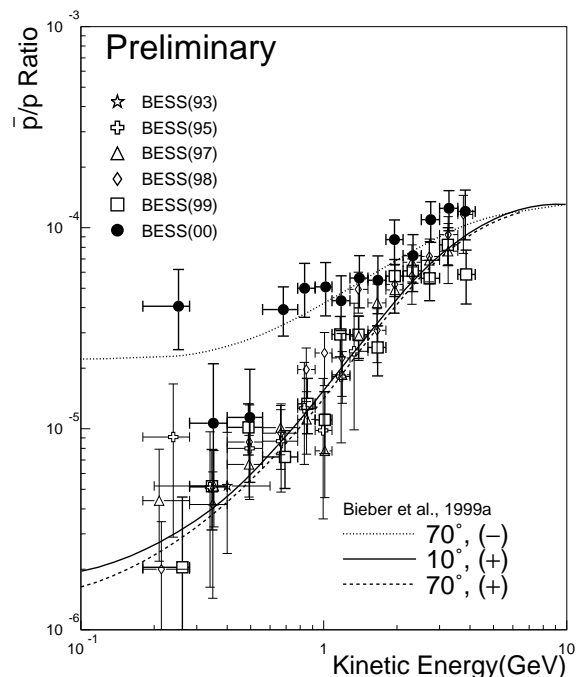 Preliminary
BESS(93)
BESS(95)
BESS(97)
BESS(98)
BESS(99)
BESS(00)
p̄/p Ratio
10⁻³
10⁻⁴
10⁻⁵
10⁻⁶
Bieber et al., 1999a
70°, (−)
10°, (+)
70°, (+)
10⁻¹ 1 10
Kinetic Energy(GeV)